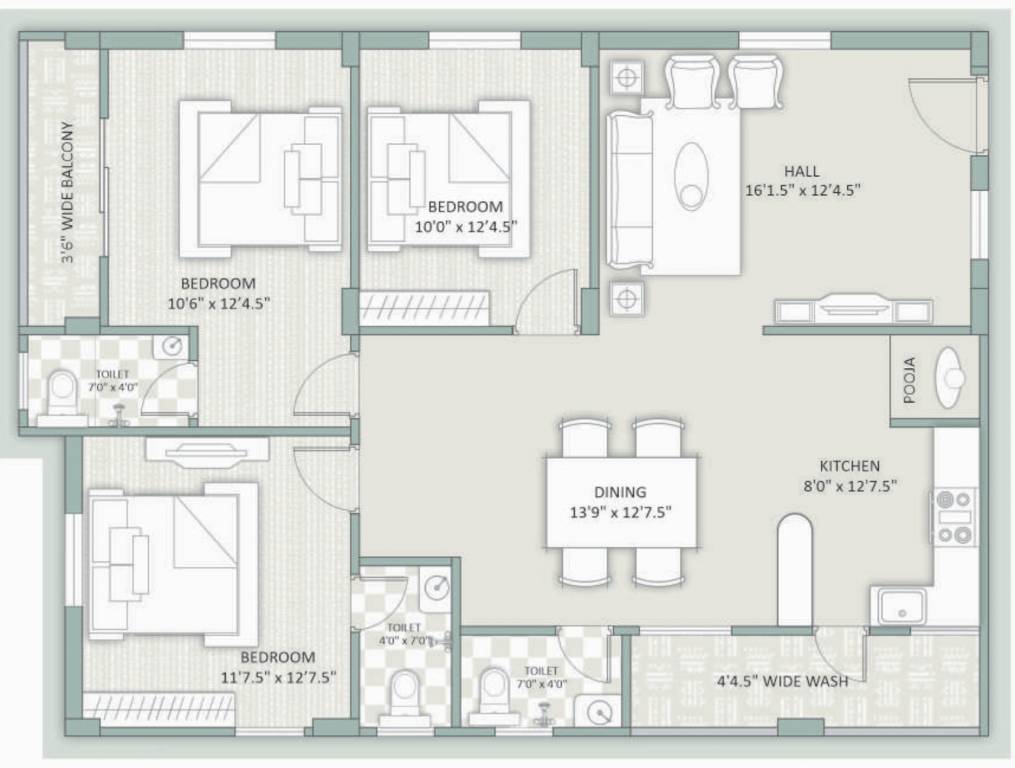 3'6" WIDE BALCONY
BEDROOM
10'6" x 12'4.5"
BEDROOM
10'0" x 12'4.5"
HALL
16'1.5" x 12'4.5"
TOILET
7'0" x 4'0"
POOJA
DINING
13'9" x 12'7.5"
KITCHEN
8'0" x 12'7.5"
BEDROOM
11'7.5" x 12'7.5"
TOILET
4'0" x 7'0"
TOILET
7'0" x 4'0"
4'4.5" WIDE WASH